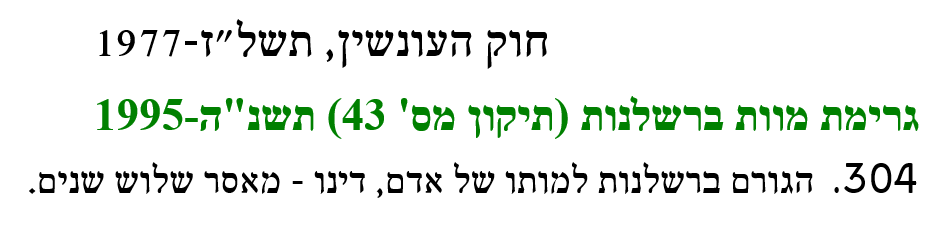 חוק העונשין, תשל״ז-1977
גרימת מוות ברשלנות (תיקון מס' 43) תשנ"ה-1995
304. הגורם ברשלנות למותו של אדם, דינו - מאסר שלוש שנים.